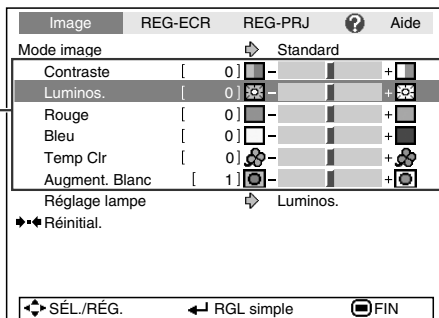 Image REG-ECR REG-PRJ ? Aide
Mode image Standard
Contraste [ 0] - +
Luminos. [ 0] - +
Rouge [ 0] - +
Bleu [ 0] - +
Temp Clr [ 0] - +
Augment. Blanc [ 1] - +
Réglage lampe Luminos.
Réinitial.
SÉL./RÉG. RGL simple FIN